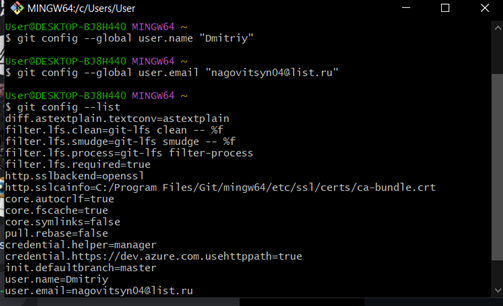 MINGW64:/c/Users/User
User@DESKTOP-BJ8H440 MINGW64 ~
$ git config --global user.name "Dmitriy"
User@DESKTOP-BJ8H440 MINGW64 ~
$ git config --global user.email "nagovitsyn04@list.ru"
User@DESKTOP-BJ8H440 MINGW64 ~
$ git config --list
diff.astextplain.textconv=astextplain
filter.lfs.clean=git-lfs clean -- %f
filter.lfs.smudge=git-lfs smudge -- %f
filter.lfs.process=git-lfs filter-process
filter.lfs.required=true
http.sslbackend=openssl
http.sslcainfo=C:/Program Files/Git/mingw64/etc/ssl/certs/ca-bundle.crt
core.autocrlf=true
core.fscache=true
core.symlinks=false
pull.rebase=false
credential.helper=manager
credential.https://dev.azure.com.usehttppath=true
init.defaultbranch=master
user.name=Dmitriy
user.email=nagovitsyn04@list.ru